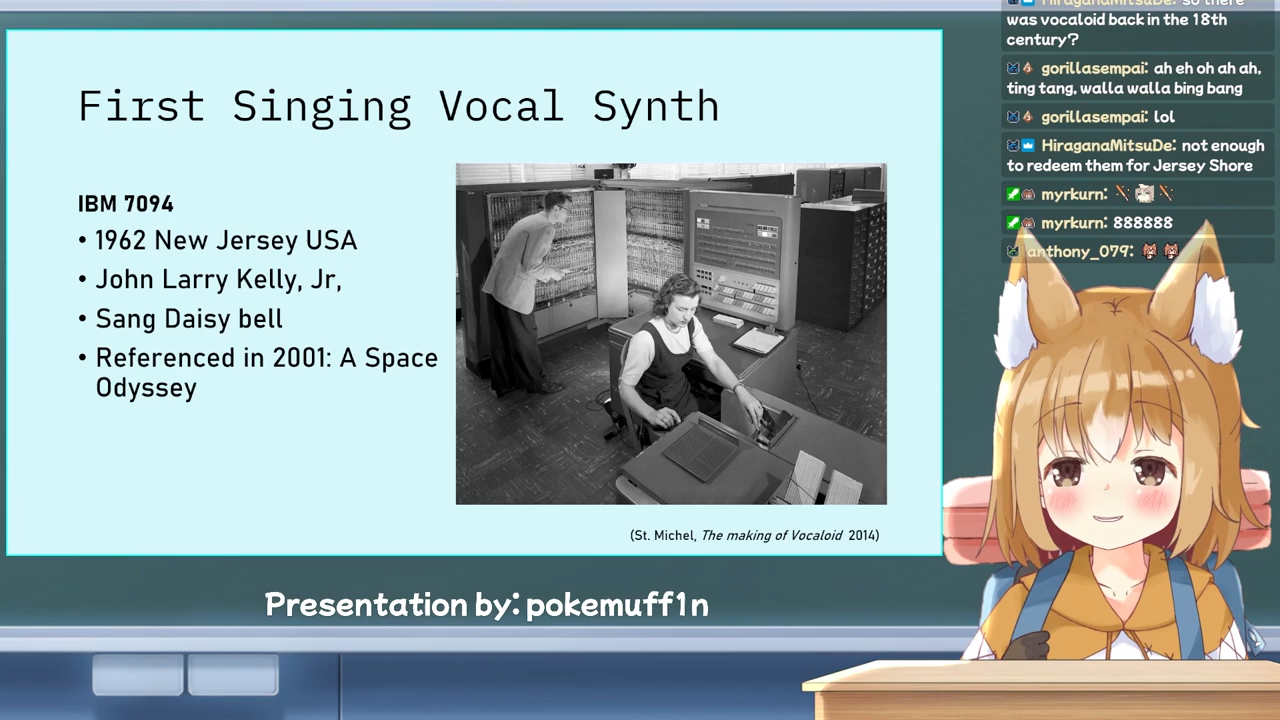 First Singing Vocal Synth
IBM 7094
• 1962 New Jersey USA
• John Larry Kelly, Jr,
• Sang Daisy bell
• Referenced in 2001: A Space
Odyssey
(St. Michel, The making of Vocaloid 2014)
Presentation by: pokemuff1n
HiraganaMitsuDe: so there
was vocaloid back in the 18th
century?
gorillasempai: ah eh oh ah ah,
ting tang, walla walla bing bang
gorillasempai: lol
HiraganaMitsuDe: not enough
to redeem them for Jersey Shore
myrkurn:
myrkurn: 888888
anthony_079: